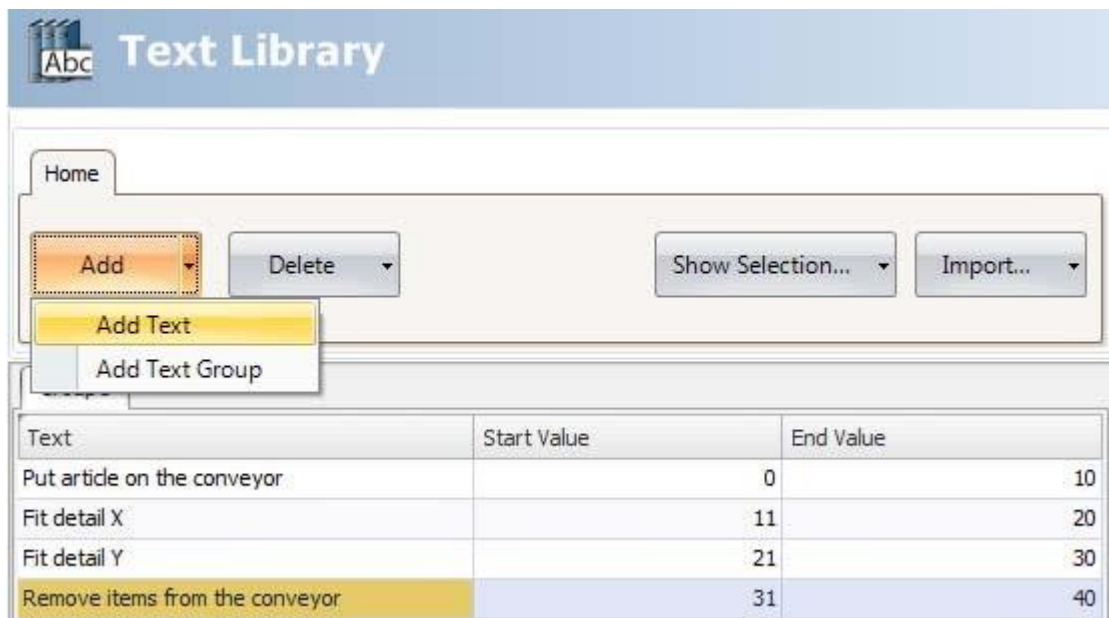 Abc Text Library
Home
Add Delete Show Selection... Import...
Add Text
Add Text Group
Text Start Value End Value
Put article on the conveyor 0 10
Fit detail X 11 20
Fit detail Y 21 30
Remove items from the conveyor 31 40